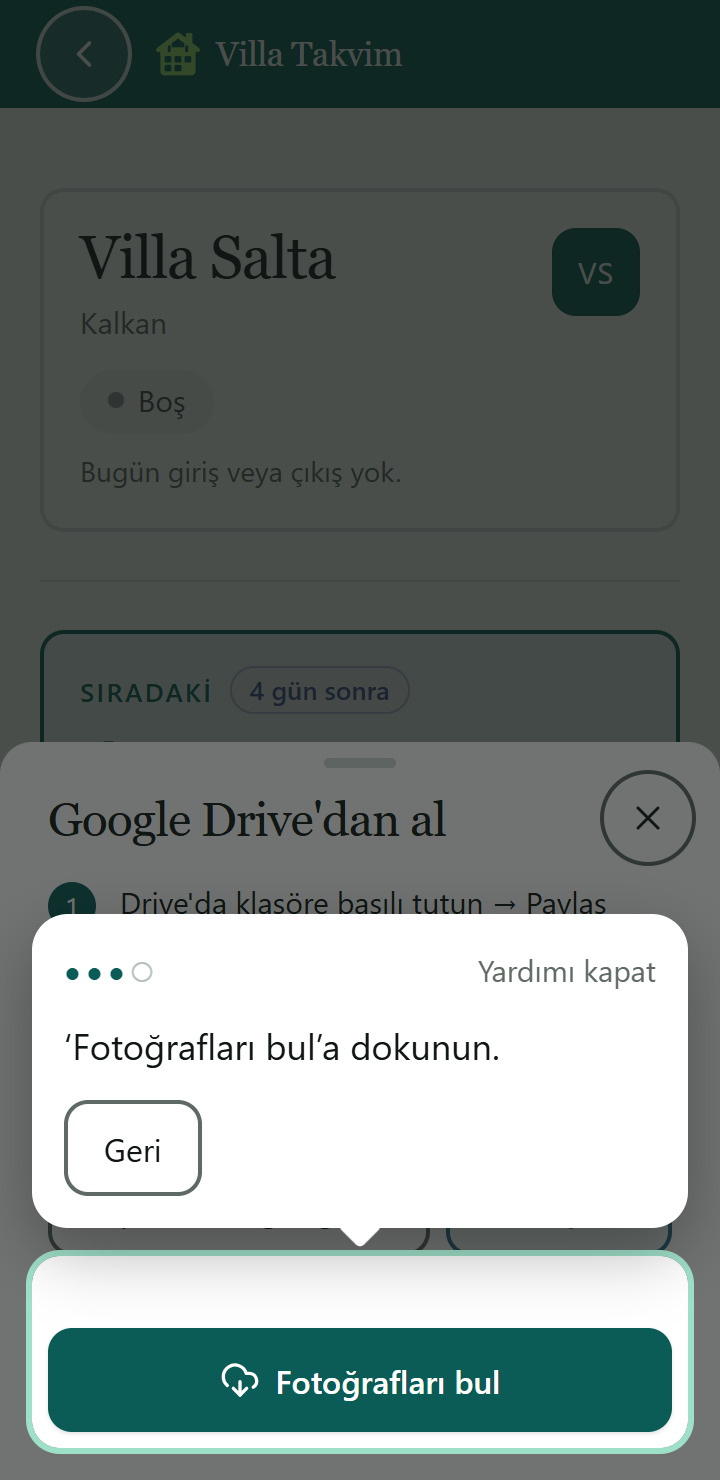 Villa Takvim
Villa Salta
VS
Kalkan
Boş
Bugün giriş veya çıkış yok.
SIRADAKİ
4 gün sonra
Google Drive'dan al
1
Drive'da klasöre basılı tutun → Paylaş
Yardımı kapat
‘Fotoğrafları bul’a dokunun.
Geri
Fotoğrafları bul